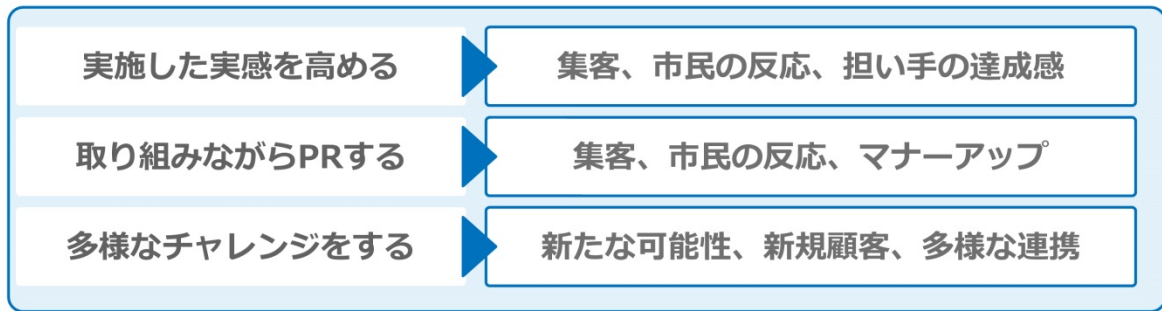 実施した実感を高める
集客、市民の反応、担い手の達成感
取り組みながらPRする
集客、市民の反応、マナーアップ
多様なチャレンジをする
新たな可能性、新規顧客、多様な連携